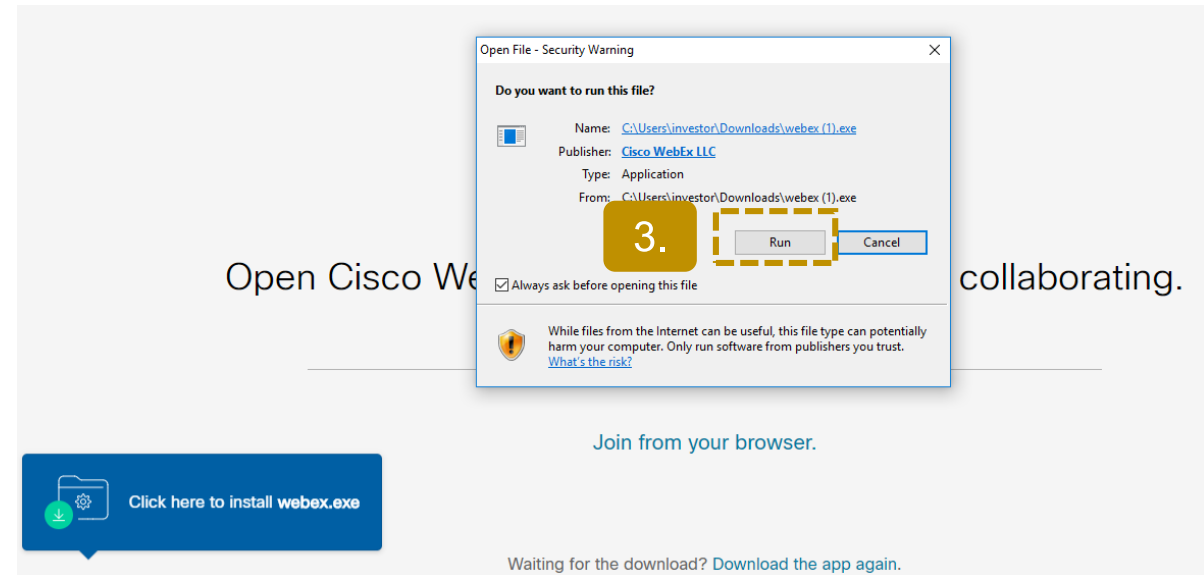 Open File - Security Warning
Do you want to run this file?
Name: C:\Users\investor\Downloads\webex (1).exe
Publisher: Cisco WebEx LLC
Type: Application
From: C:\Users\investor\Downloads\webex (1).exe
3.
Run Cancel
Open Cisco We collaborating.
Always ask before opening this file
While files from the Internet can be useful, this file type can potentially
harm your computer. Only run software from publishers you trust.
What's the risk?
Join from your browser.
Click here to install webex.exe
Waiting for the download? Download the app again.